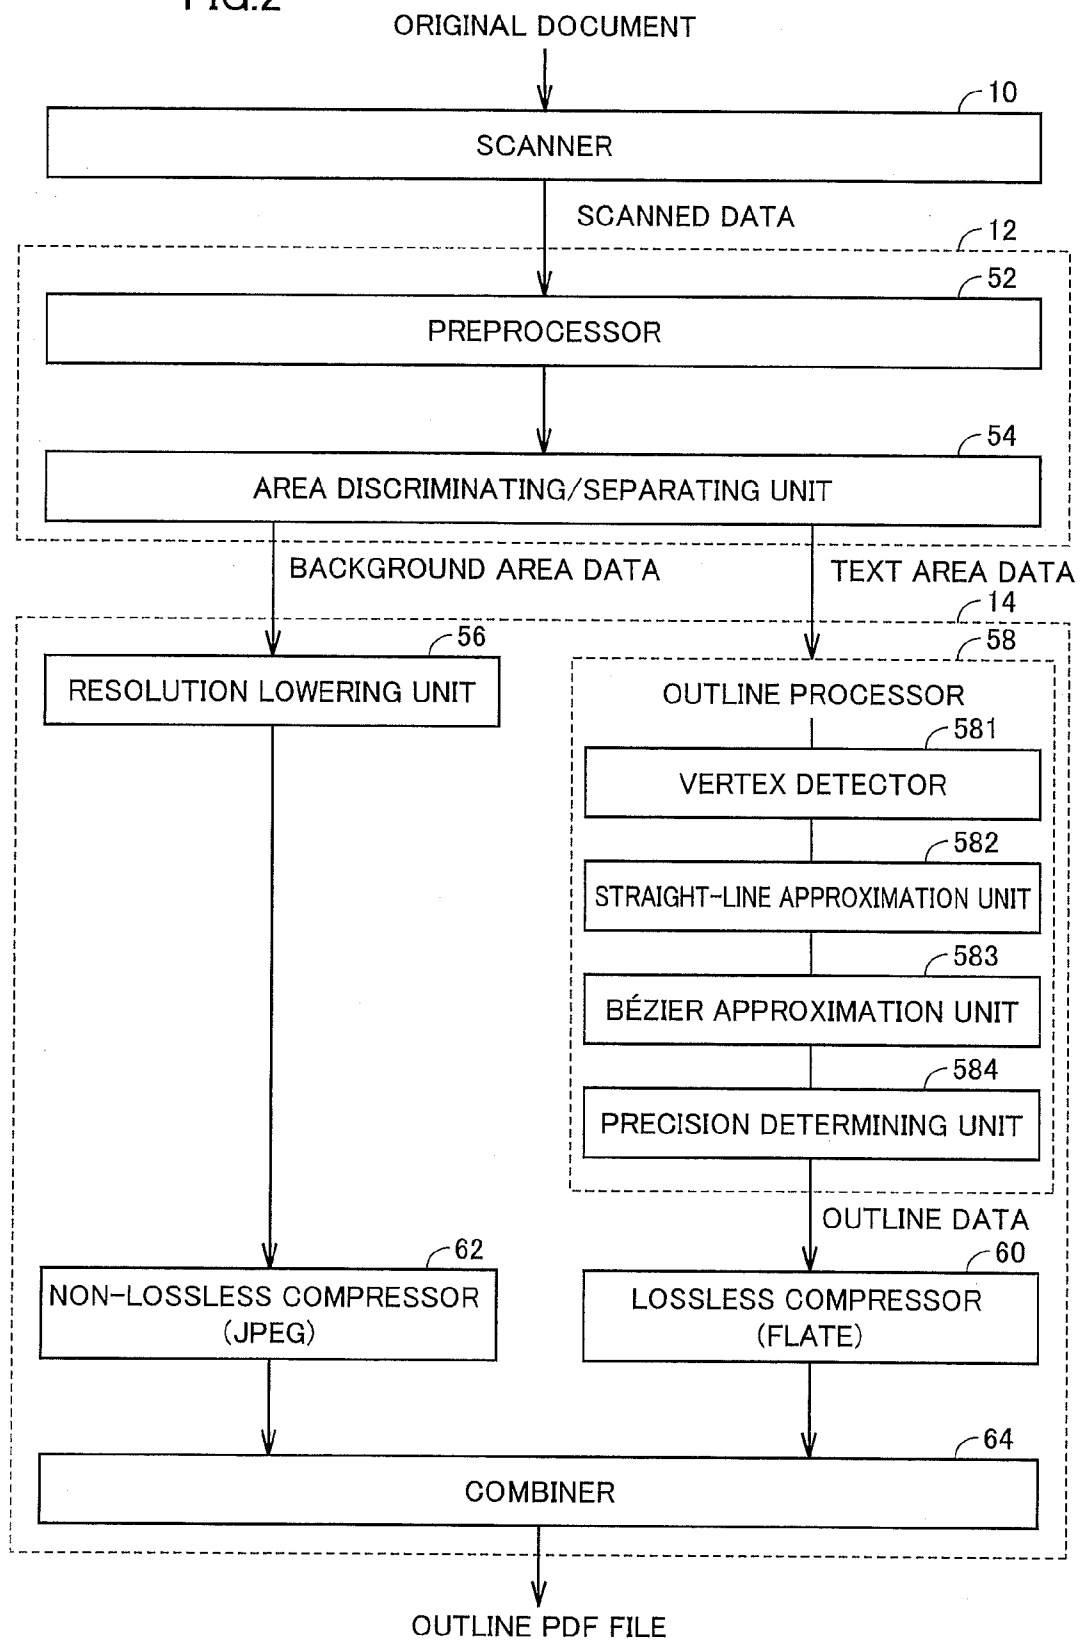 FIG.2
ORIGINAL DOCUMENT
10
SCANNER
SCANNED DATA
12
52
PREPROCESSOR
54
AREA DISCRIMINATING/SEPARATING UNIT
BACKGROUND AREA DATA
TEXT AREA DATA
14
56
RESOLUTION LOWERING UNIT
58
OUTLINE PROCESSOR
581
VERTEX DETECTOR
582
STRAIGHT-LINE APPROXIMATION UNIT
583
BÉZIER APPROXIMATION UNIT
584
PRECISION DETERMINING UNIT
OUTLINE DATA
62
NON-LOSSLESS COMPRESSOR
(JPEG)
60
LOSSLESS COMPRESSOR
(FLATE)
64
COMBINER
OUTLINE PDF FILE